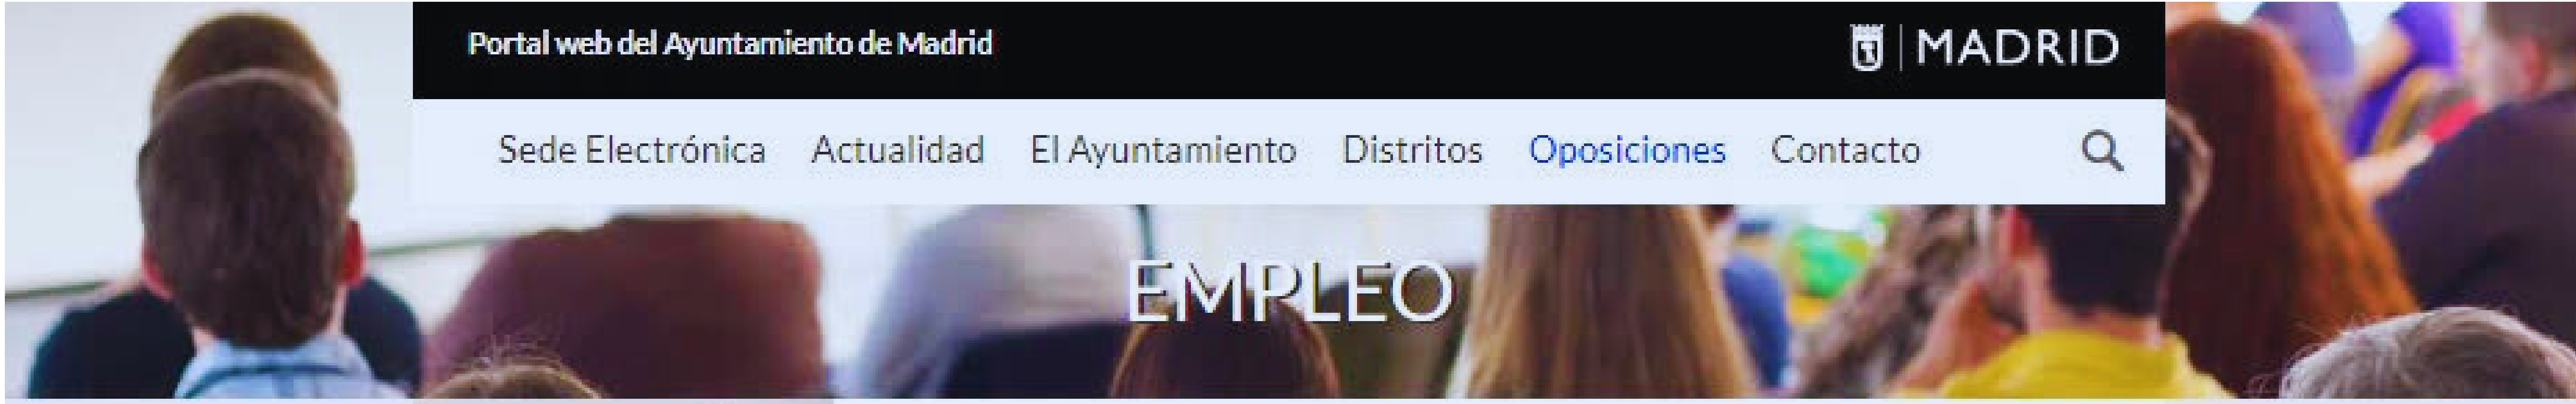 Portal web del Ayuntamiento de Madrid
MADRID
Sede Electrónica Actualidad El Ayuntamiento Distritos Oposiciones Contacto
EMPLEO